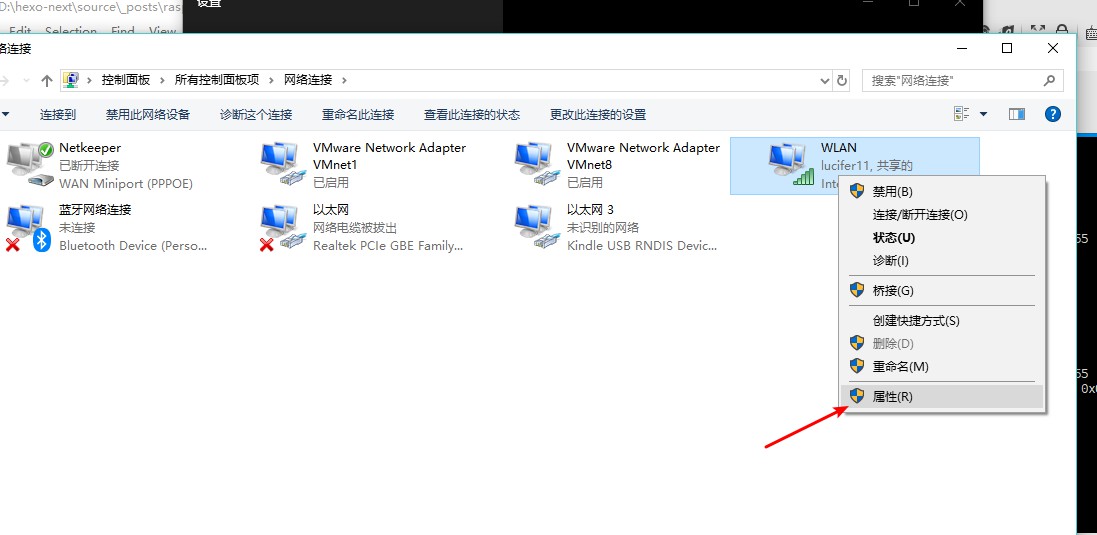 D:\hexo-next\source\_posts\rasp
设置
Edit Selection Find View
络连接
控制面板 所有控制面板项 网络连接
搜索"网络连接"
连接到 禁用此网络设备 诊断这个连接 重命名此连接 查看此连接的状态 更改此连接的设置
Netkeeper
已断开连接
WAN Miniport (PPPOE)
VMware Network Adapter
VMnet1
已启用
VMware Network Adapter
VMnet8
已启用
WLAN
lucifer11, 共享的
Inte
蓝牙网络连接
未连接
Bluetooth Device (Perso...
以太网
网络电缆被拔出
Realtek PCIe GBE Family...
以太网 3
未识别的网络
Kindle USB RNDIS Devic...
禁用(B)
连接/断开连接(O)
状态(U)
诊断(I)
桥接(G)
创建快捷方式(S)
删除(D)
重命名(M)
属性(R)
55
55